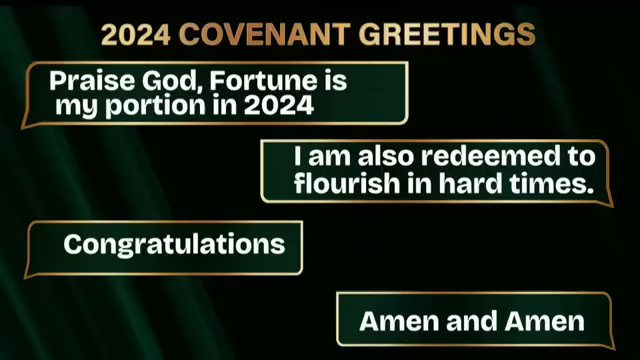 2024 COVENANT GREETINGS
Praise God, Fortune is
my portion in 2024
I am also redeemed to
flourish in hard times.
Congratulations
Amen and Amen